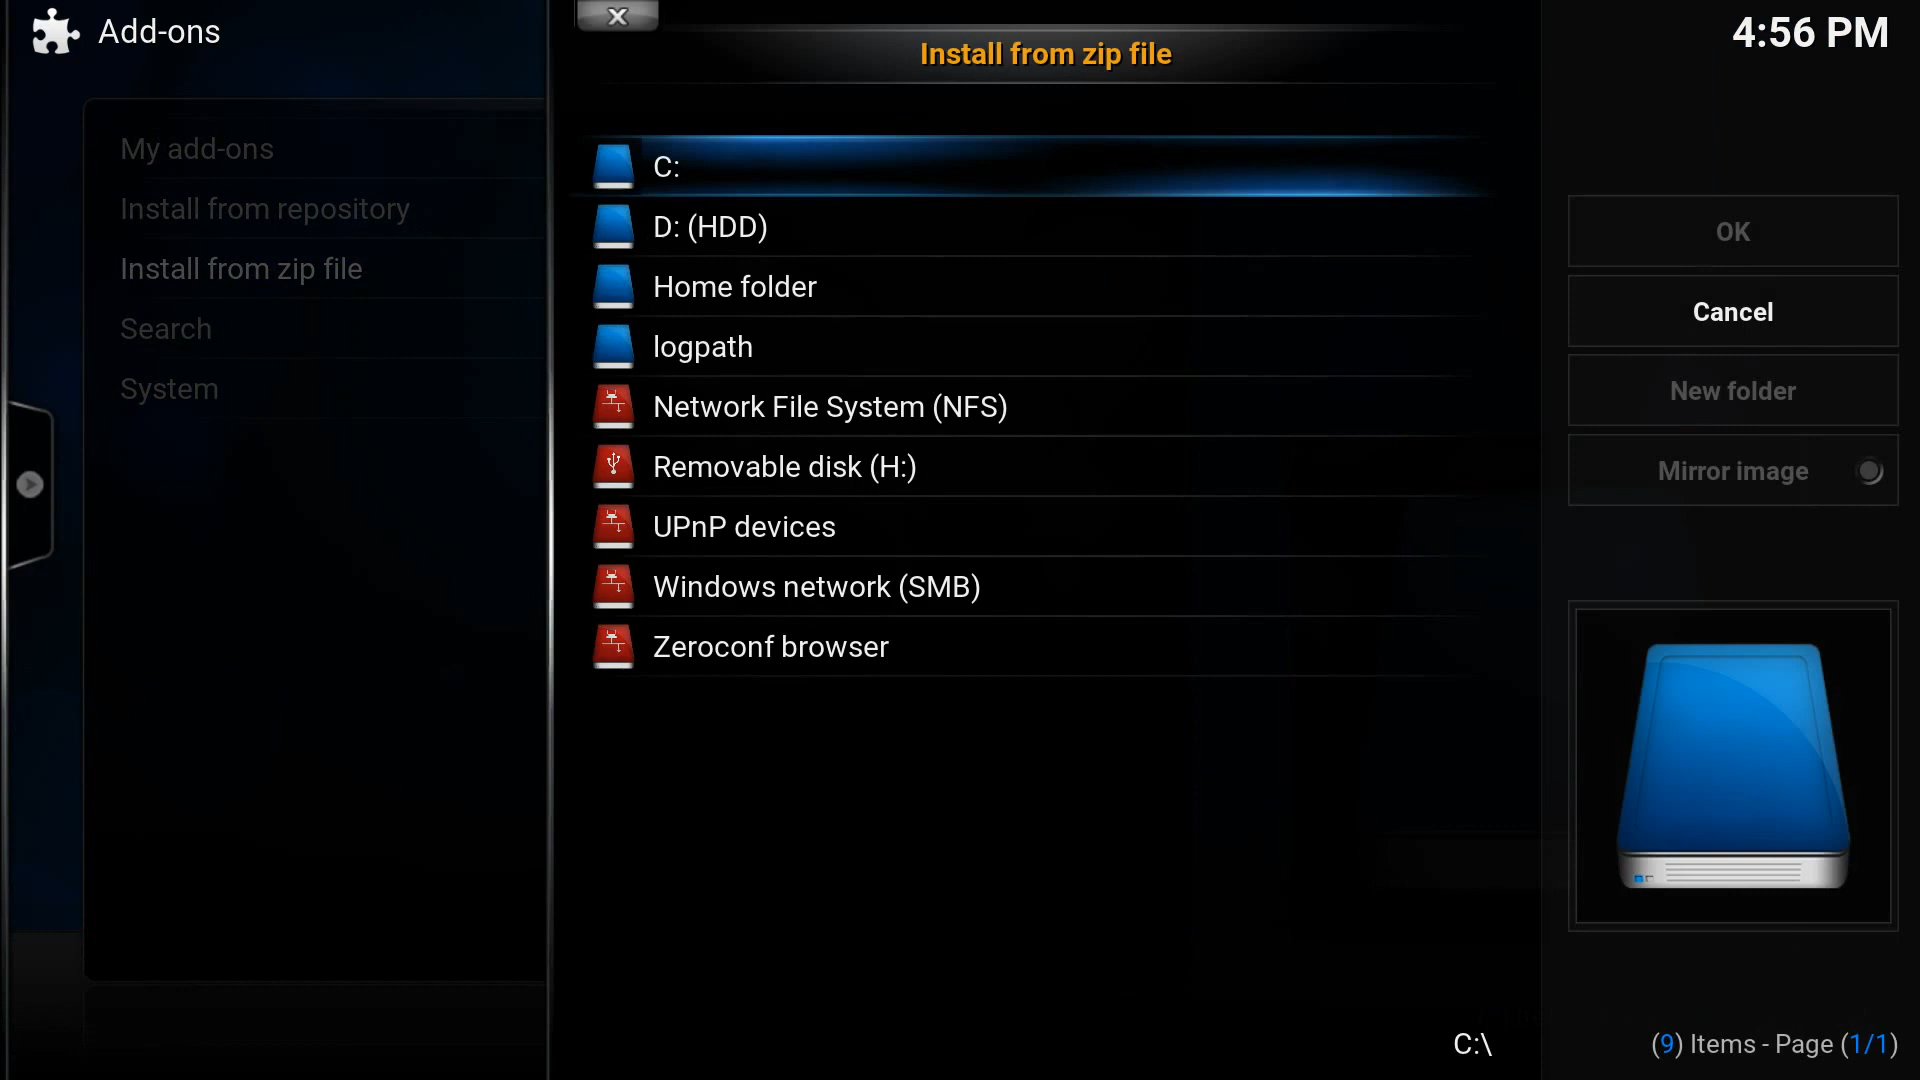 Add-ons
Install from zip file
4:56 PM
My add-ons
Install from repository
Install from zip file
Search
System
C:
D: (HDD)
Home folder
logpath
Network File System (NFS)
Removable disk (H:)
UPnP devices
Windows network (SMB)
Zeroconf browser
OK
Cancel
New folder
Mirror image
C:\
(9) Items - Page (1/1)